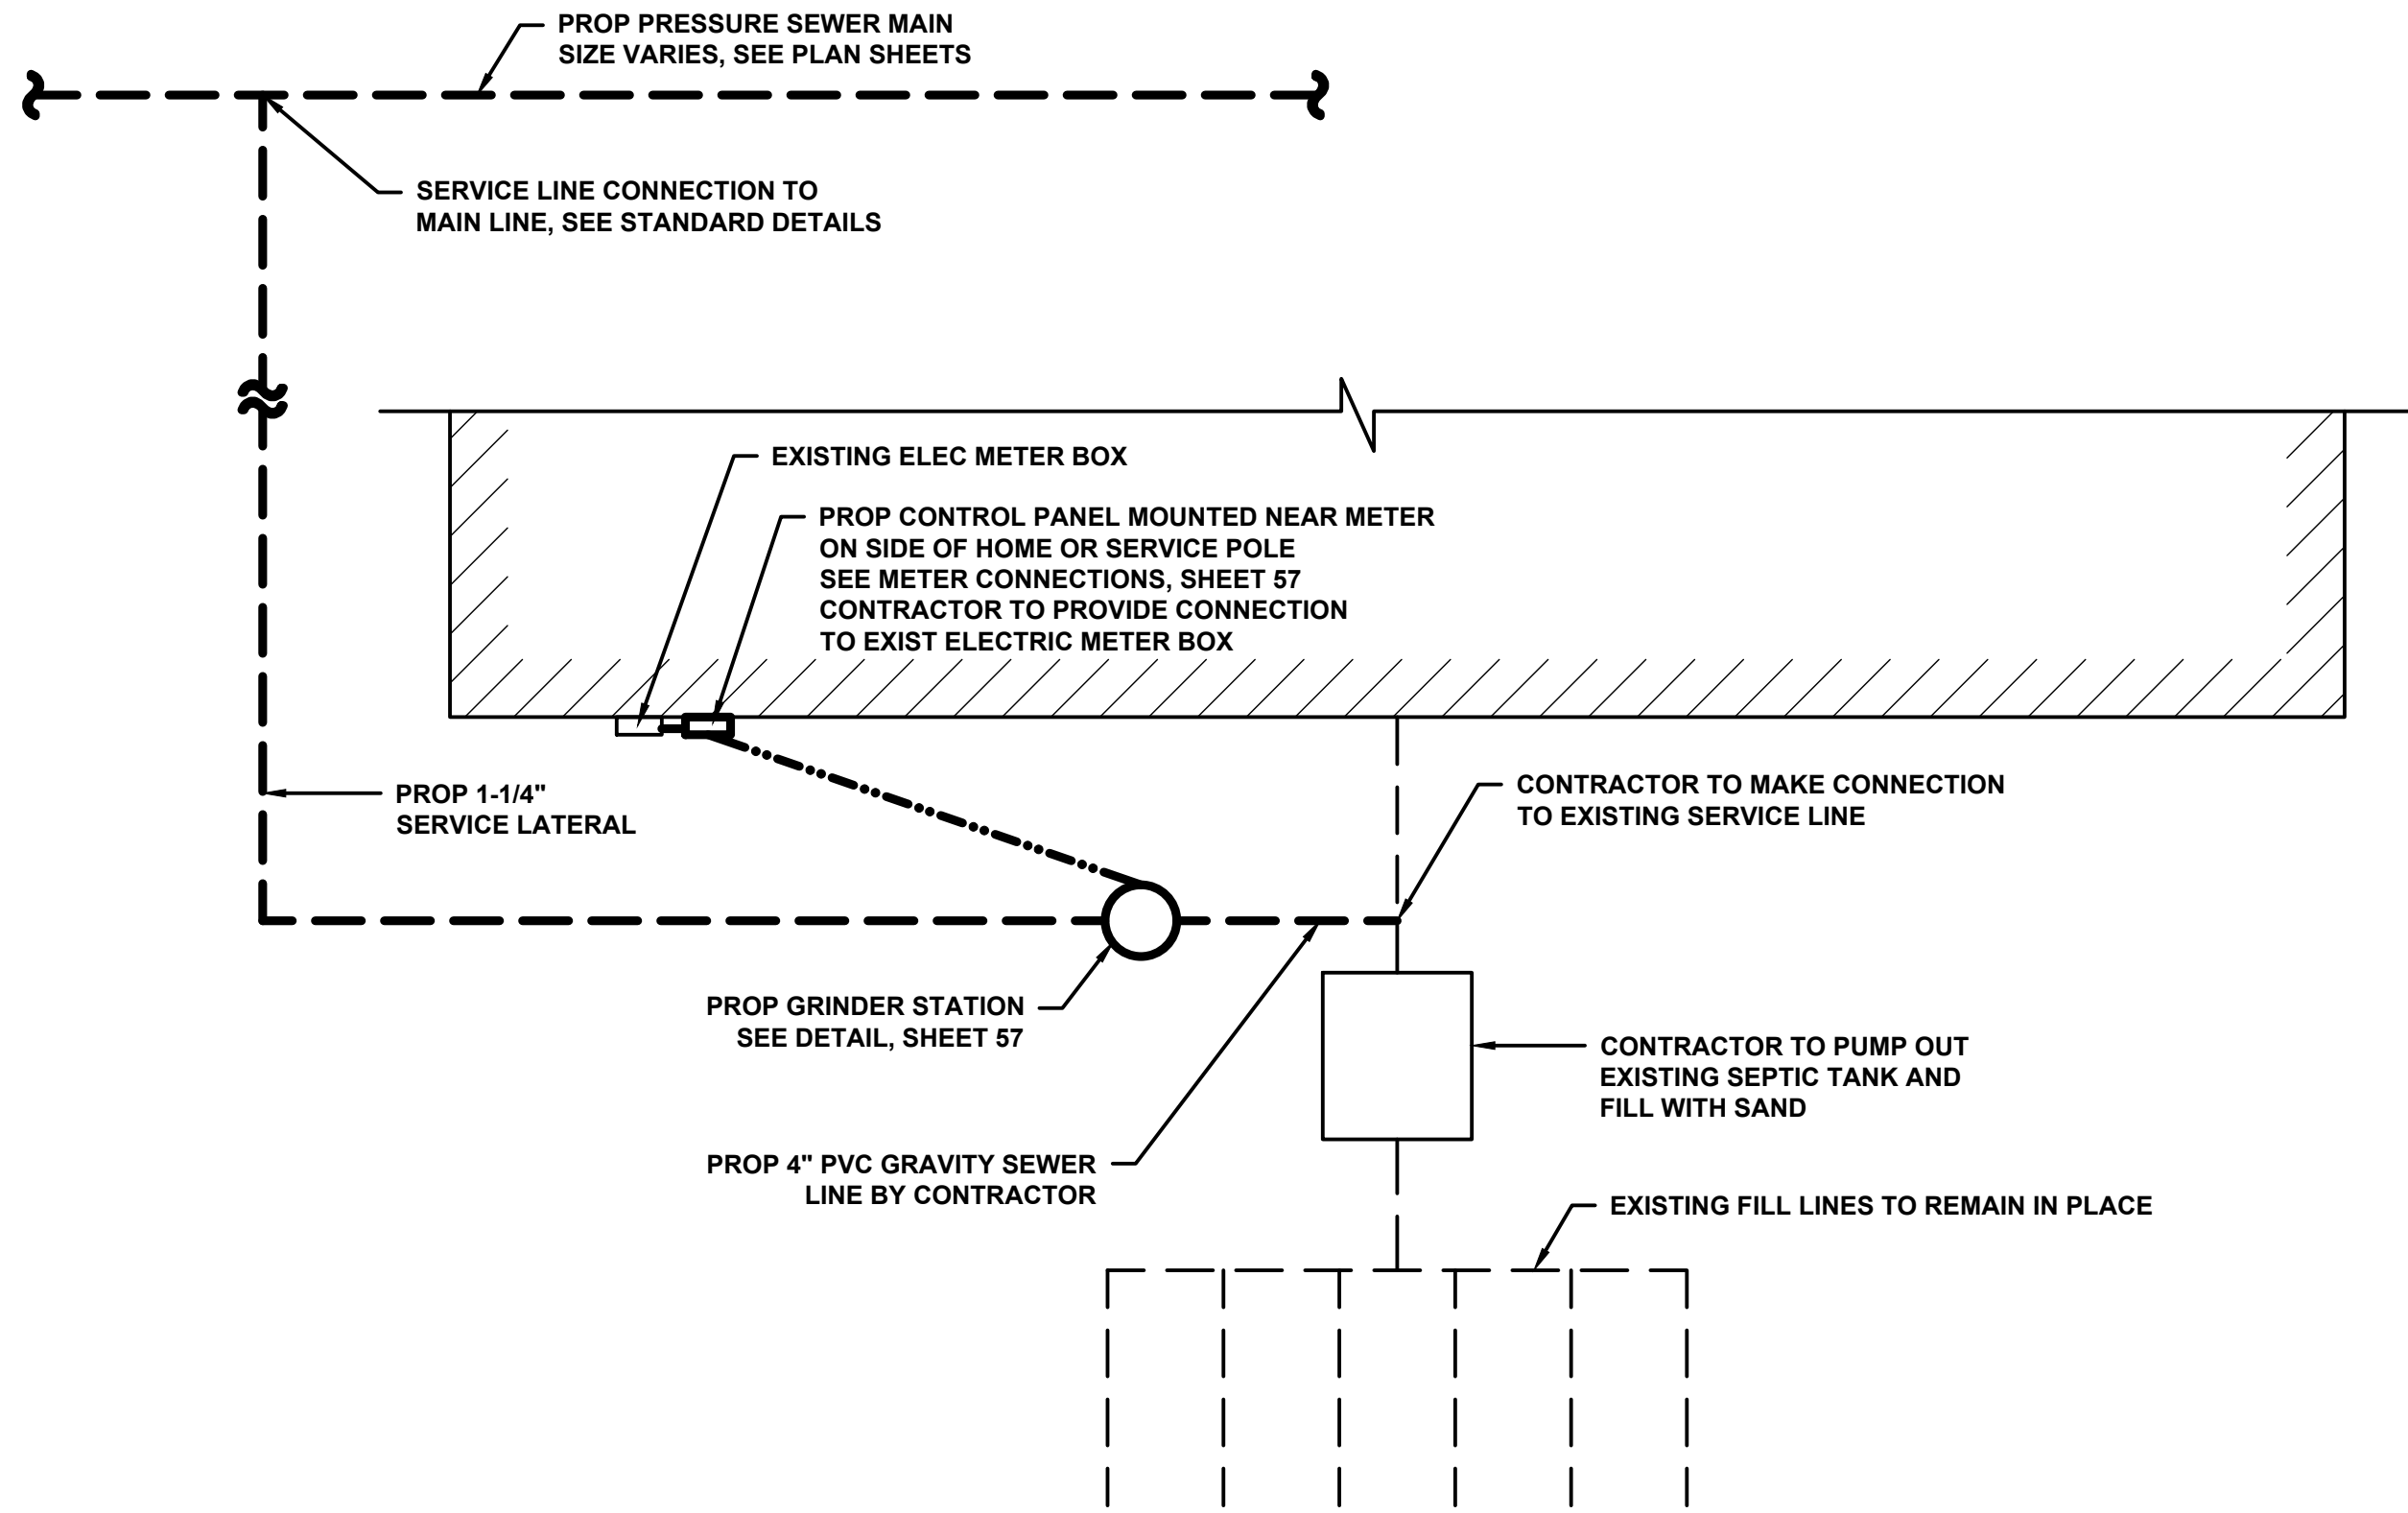 PROP PRESSURE SEWER MAIN
SIZE VARIES, SEE PLAN SHEETS
SERVICE LINE CONNECTION TO
MAIN LINE, SEE STANDARD DETAILS
EXISTING ELEC METER BOX
PROP CONTROL PANEL MOUNTED NEAR METER
ON SIDE OF HOME OR SERVICE POLE
SEE METER CONNECTIONS, SHEET 57
CONTRACTOR TO PROVIDE CONNECTION
TO EXIST ELECTRIC METER BOX
PROP 1-1/4"
SERVICE LATERAL
CONTRACTOR TO MAKE CONNECTION
TO EXISTING SERVICE LINE
PROP GRINDER STATION
SEE DETAIL, SHEET 57
CONTRACTOR TO PUMP OUT
EXISTING SEPTIC TANK AND
FILL WITH SAND
PROP 4" PVC GRAVITY SEWER
LINE BY CONTRACTOR
EXISTING FILL LINES TO REMAIN IN PLACE